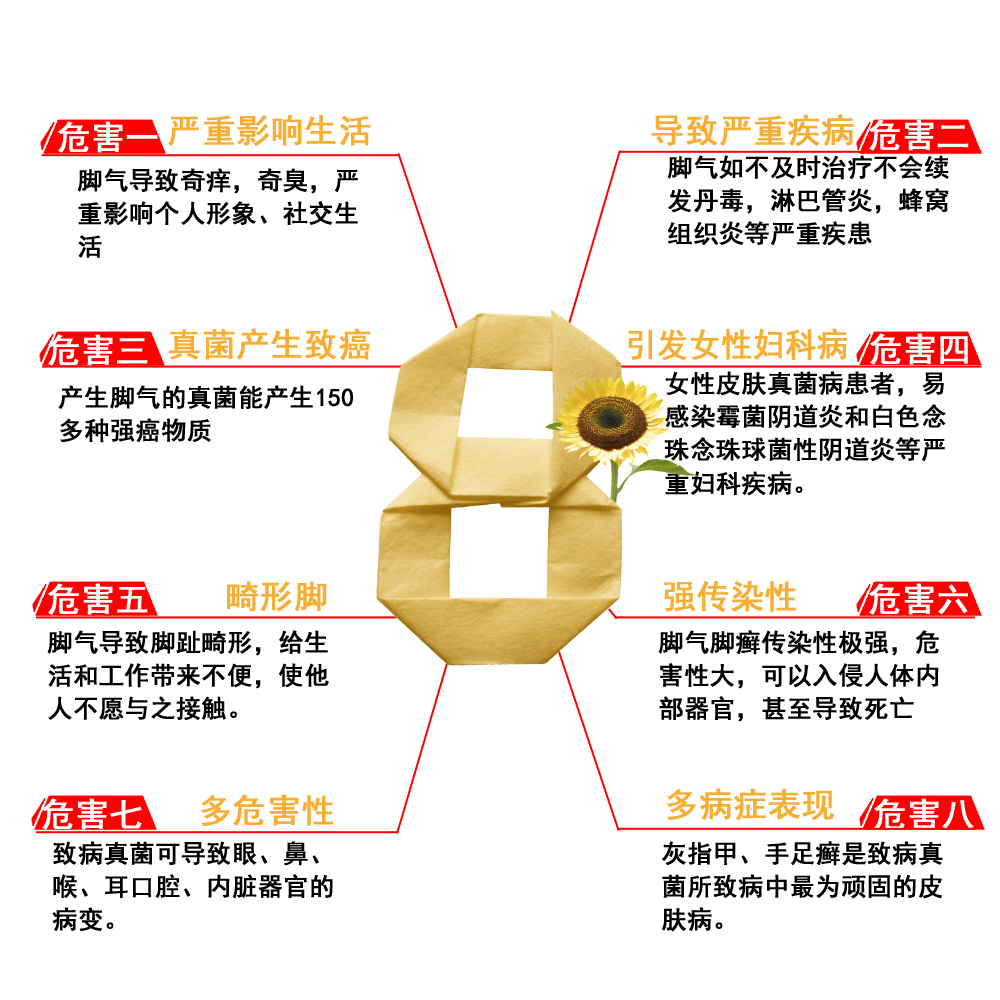 危害一 严重影响生活
脚气导致奇痒，奇臭，严
重影响个人形象、社交生
活
导致严重疾病 危害二
脚气如不及时治疗不会续
发丹毒，淋巴管炎，蜂窝
组织炎等严重疾患
危害三 真菌产生致癌
产生脚气的真菌能产生150
多种强癌物质
引发女性妇科病 危害四
女性皮肤真菌病患者，易
感染霉菌阴道炎和白色念
珠念珠球菌性阴道炎等严
重妇科疾病。
危害五 畸形脚
脚气导致脚趾畸形，给生
活和工作带来不便，使他
人不愿与之接触。
强传染性 危害六
脚气脚癣传染性极强，危
害性大，可以入侵人体内
部器官，甚至导致死亡
危害七 多危害性
致病真菌可导致眼、鼻、
喉、耳口腔、内脏器官的
病变。
多病症表现 危害八
灰指甲、手足癣是致病真
菌所致病中最为顽固的皮
肤病。